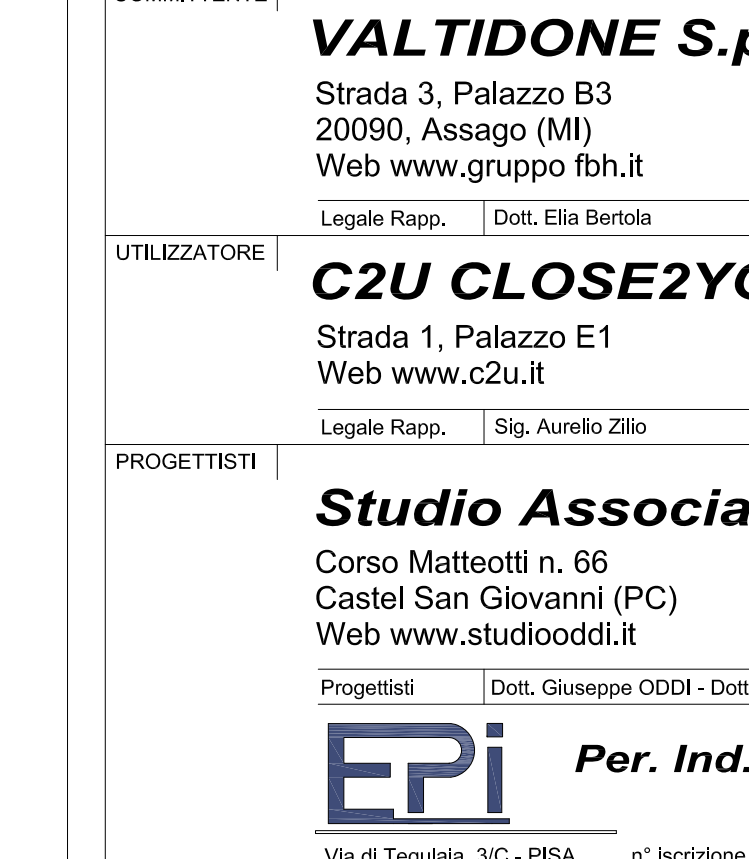 COMMITTENTE
VALTIDONE S.p
Strada 3, Palazzo B3
20090, Assago (MI)
Web www.gruppo fbh.it
Legale Rapp. Dott. Elia Bertola
UTILIZZATORE
C2U CLOSE2YO
Strada 1, Palazzo E1
Web www.c2u.it
Legale Rapp. Sig. Aurelio Zilio
PROGETTISTI
Studio Associa
Corso Matteotti n. 66
Castel San Giovanni (PC)
Web www.studiooddi.it
Progettisti Dott. Giuseppe ODDI - Dott
EPi Per. Ind.
Via di Tegulaia, 3/C - PISA n° iscrizione